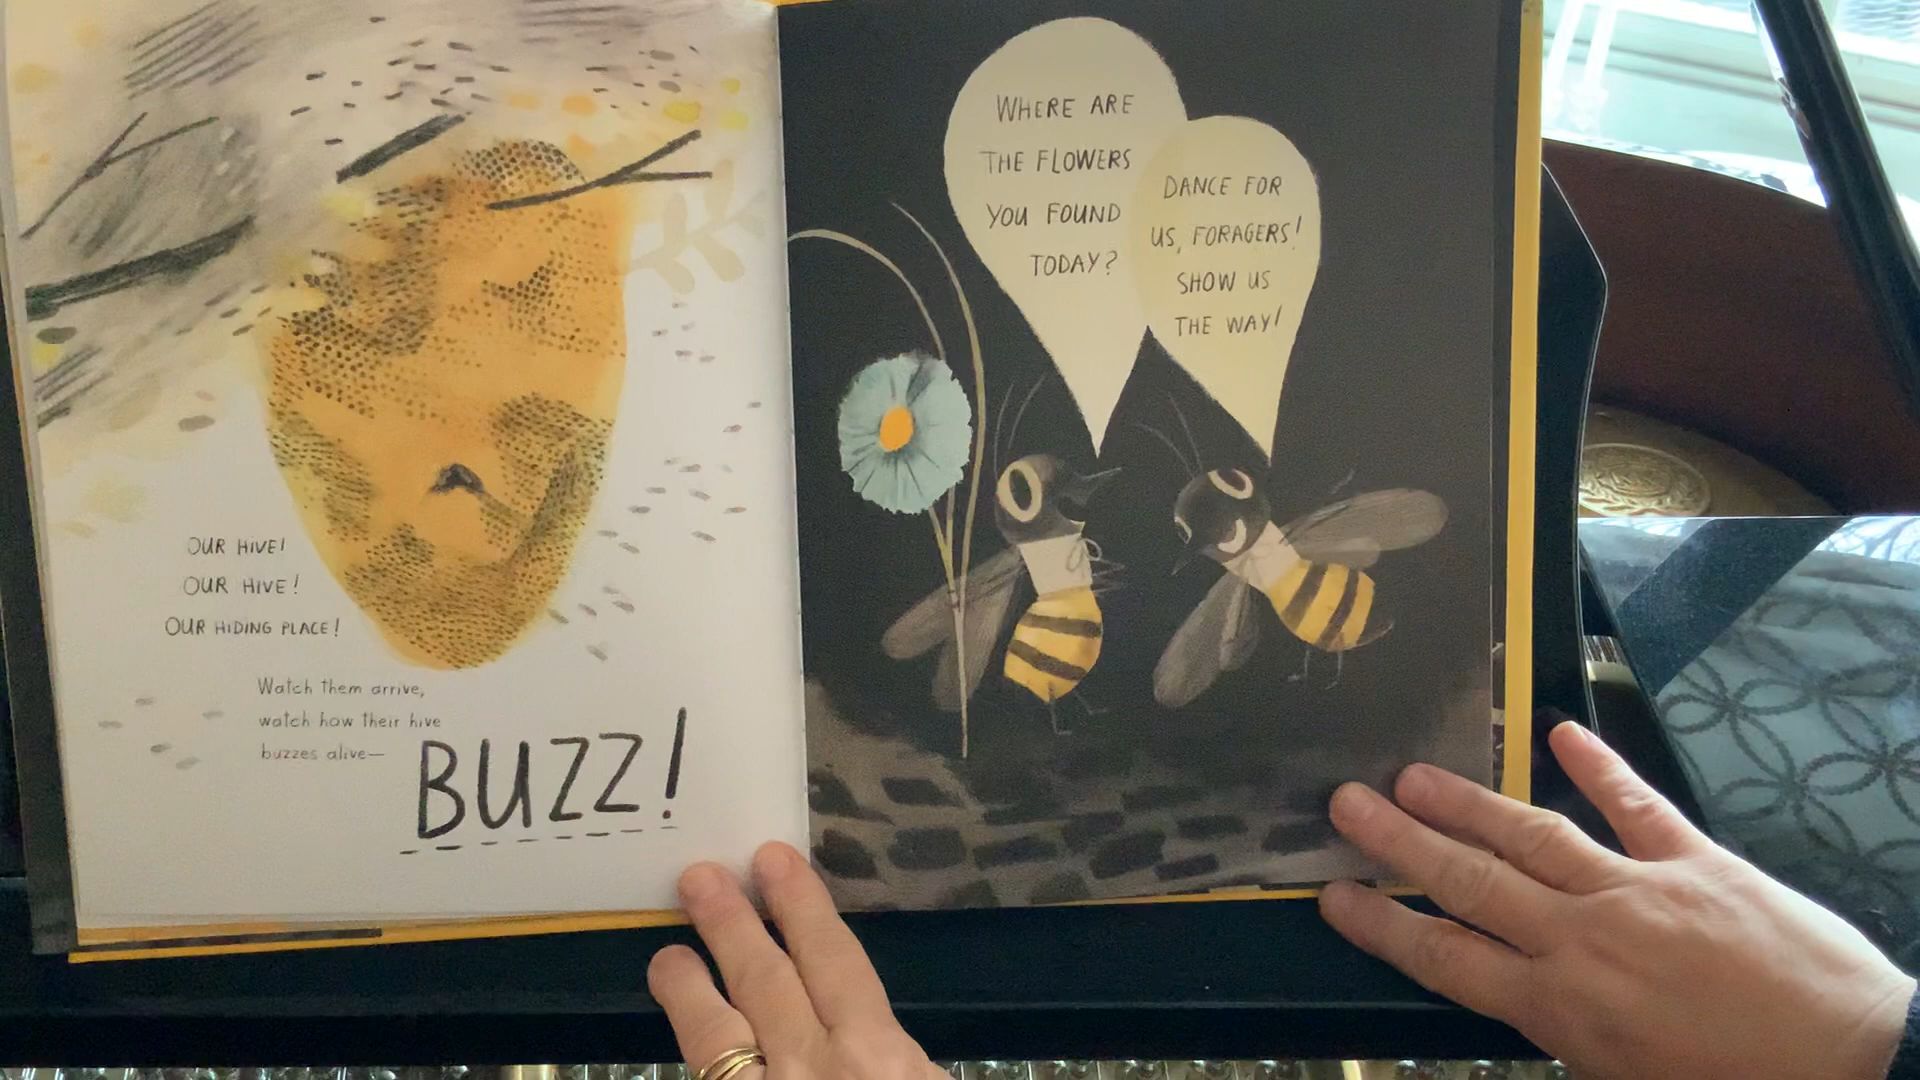 OUR HIVE!
OUR HIVE!
OUR HIDING PLACE!
Watch them arrive,
watch how their hive
buzzes alive—
BUZZ!
WHERE ARE
THE FLOWERS
YOU FOUND
TODAY?
DANCE FOR
US, FORAGERS!
SHOW US
THE WAY!